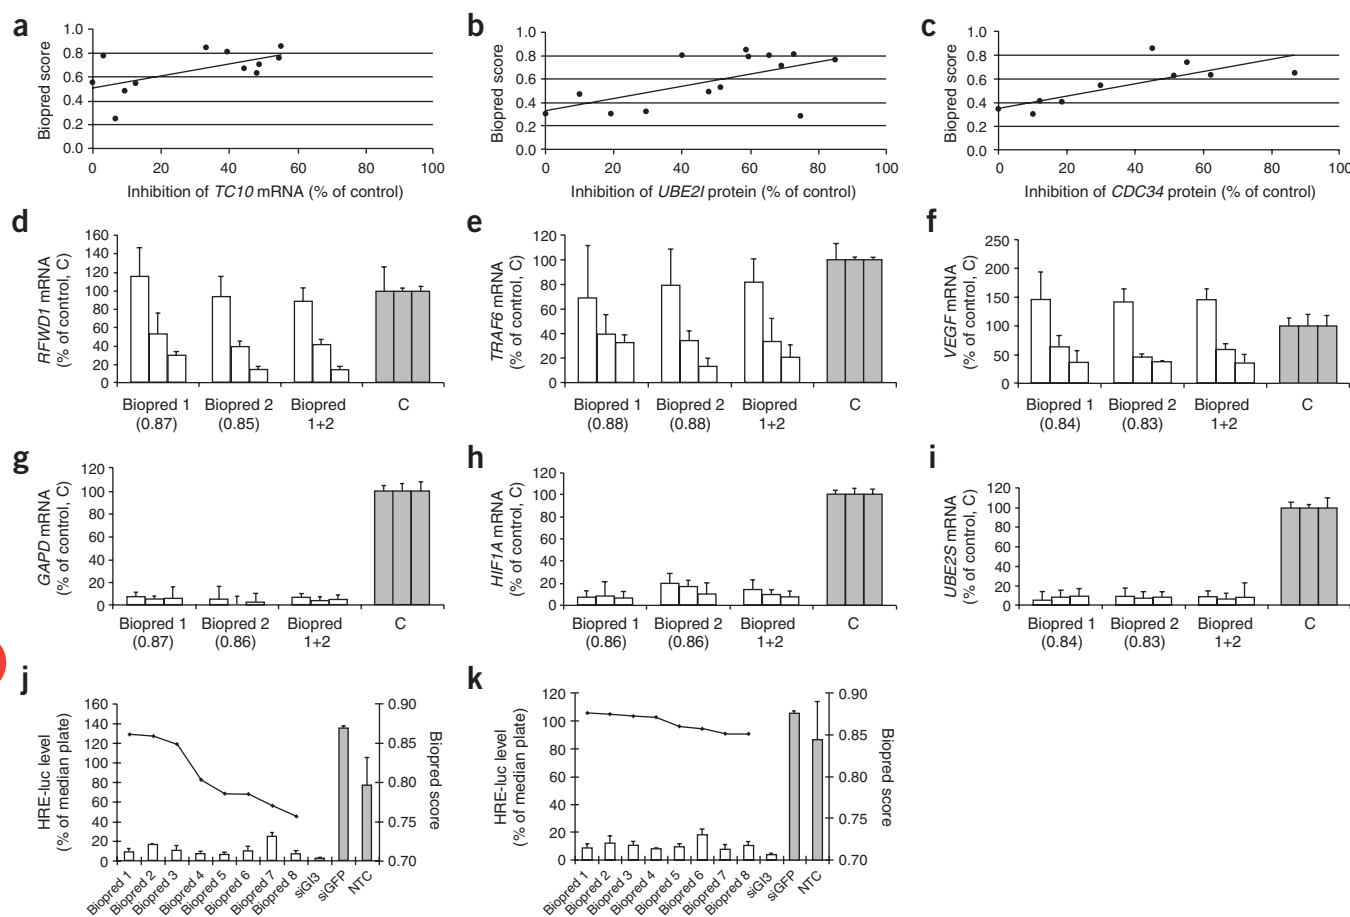 a
Biopred score
1.0
0.8
0.6
0.4
0.2
0.0
0 20 40 60 80 100
Inhibition of TC10 mRNA (% of control)
b
Biopred score
1.0
0.8
0.6
0.4
0.2
0.0
0 20 40 60 80 100
Inhibition of UBE2I protein (% of control)
c
Biopred score
1.0
0.8
0.6
0.4
0.2
0.0
0 20 40 60 80 100
Inhibition of CDC34 protein (% of control)
d
RFWD1 mRNA
(% of control, C)
160
140
120
100
80
60
40
20
0
Biopred 1 Biopred 2 Biopred C
(0.87) (0.85) 1+2
e
TRAF6 mRNA
(% of control, C)
120
100
80
60
40
20
0
Biopred 1 Biopred 2 Biopred C
(0.88) (0.88) 1+2
f
VEGF mRNA
(% of control, C)
250
200
150
100
50
0
Biopred 1 Biopred 2 Biopred C
(0.84) (0.83) 1+2
g
GAPD mRNA
(% of control, C)
120
100
80
60
40
20
0
Biopred 1 Biopred 2 Biopred C
(0.87) (0.86) 1+2
h
HIF1A mRNA
(% of control, C)
120
100
80
60
40
20
0
Biopred 1 Biopred 2 Biopred C
(0.86) (0.86) 1+2
i
UBE2S mRNA
(% of control, C)
120
100
80
60
40
20
0
Biopred 1 Biopred 2 Biopred C
(0.84) (0.83) 1+2
j
HRE-luc level
(% of median plate)
160
140
120
100
80
60
40
20
0
0.90
0.85
0.80
0.75
0.70
Biopred score
Biopred 1
Biopred 2
Biopred 3
Biopred 4
Biopred 5
Biopred 6
Biopred 7
Biopred 8
siGl3
siGFP
NTC
k
HRE-luc level
(% of median plate)
120
100
80
60
40
20
0
0.90
0.85
0.80
0.75
0.70
Biopred score
Biopred 1
Biopred 2
Biopred 3
Biopred 4
Biopred 5
Biopred 6
Biopred 7
Biopred 8
siGl3
siGFP
NTC